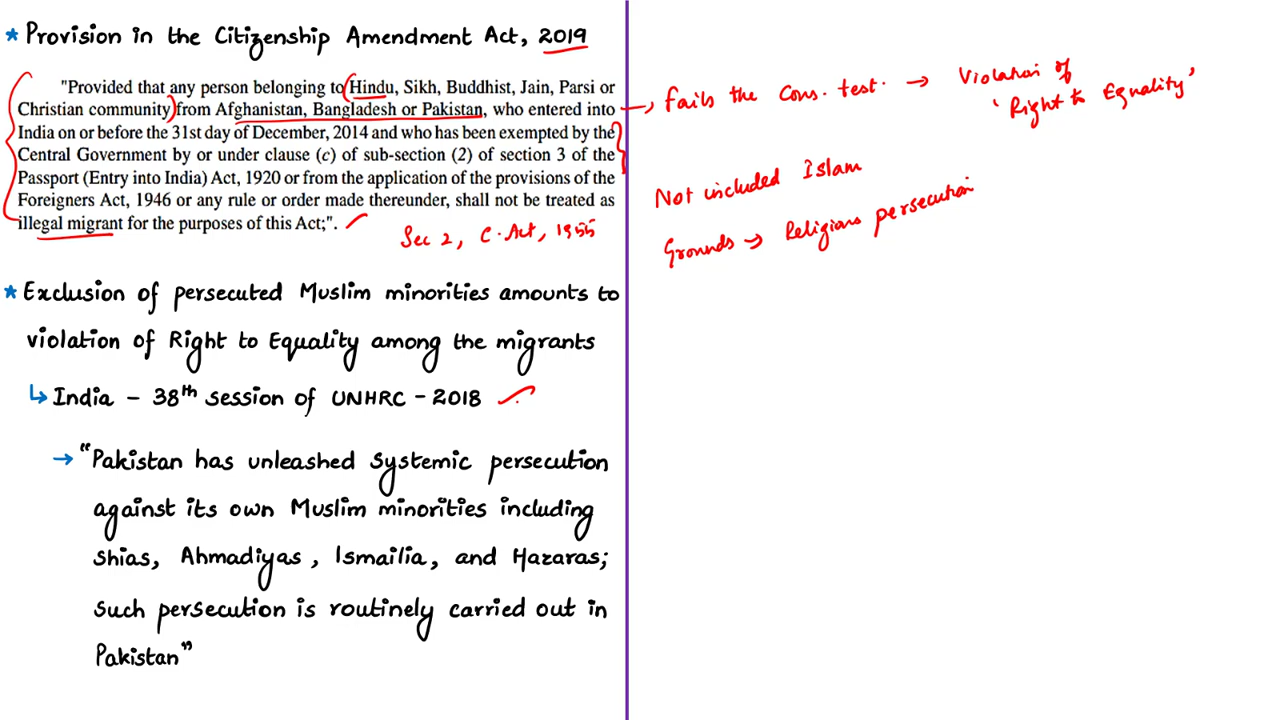 * Provision in the Citizenship Amendment Act, 2019
"Provided that any person belonging to Hindu, Sikh, Buddhist, Jain, Parsi or
Christian community from Afghanistan, Bangladesh or Pakistan, who entered into
India on or before the 31st day of December, 2014 and who has been exempted by the
Central Government by or under clause (c) of sub-section (2) of section 3 of the
Passport (Entry into India) Act, 1920 or from the application of the provisions of the
Foreigners Act, 1946 or any rule or order made thereunder, shall not be treated as
illegal migrant for the purposes of this Act;".
Sec 2, C. Act, 1955
* Exclusion of persecuted Muslim minorities amounts to
violation of Right to Equality among the migrants
↳ India - 38th session of UNHRC - 2018
→ "Pakistan has unleashed systemic persecution
against its own Muslim minorities including
Shias, Ahmadiyas, Ismailia, and Hazaras;
such persecution is routinely carried out in
Pakistan"
→ Fails the Cons. test. → Violation of
'Right to Equality'
Not included Islam
Grounds → Religious persecution